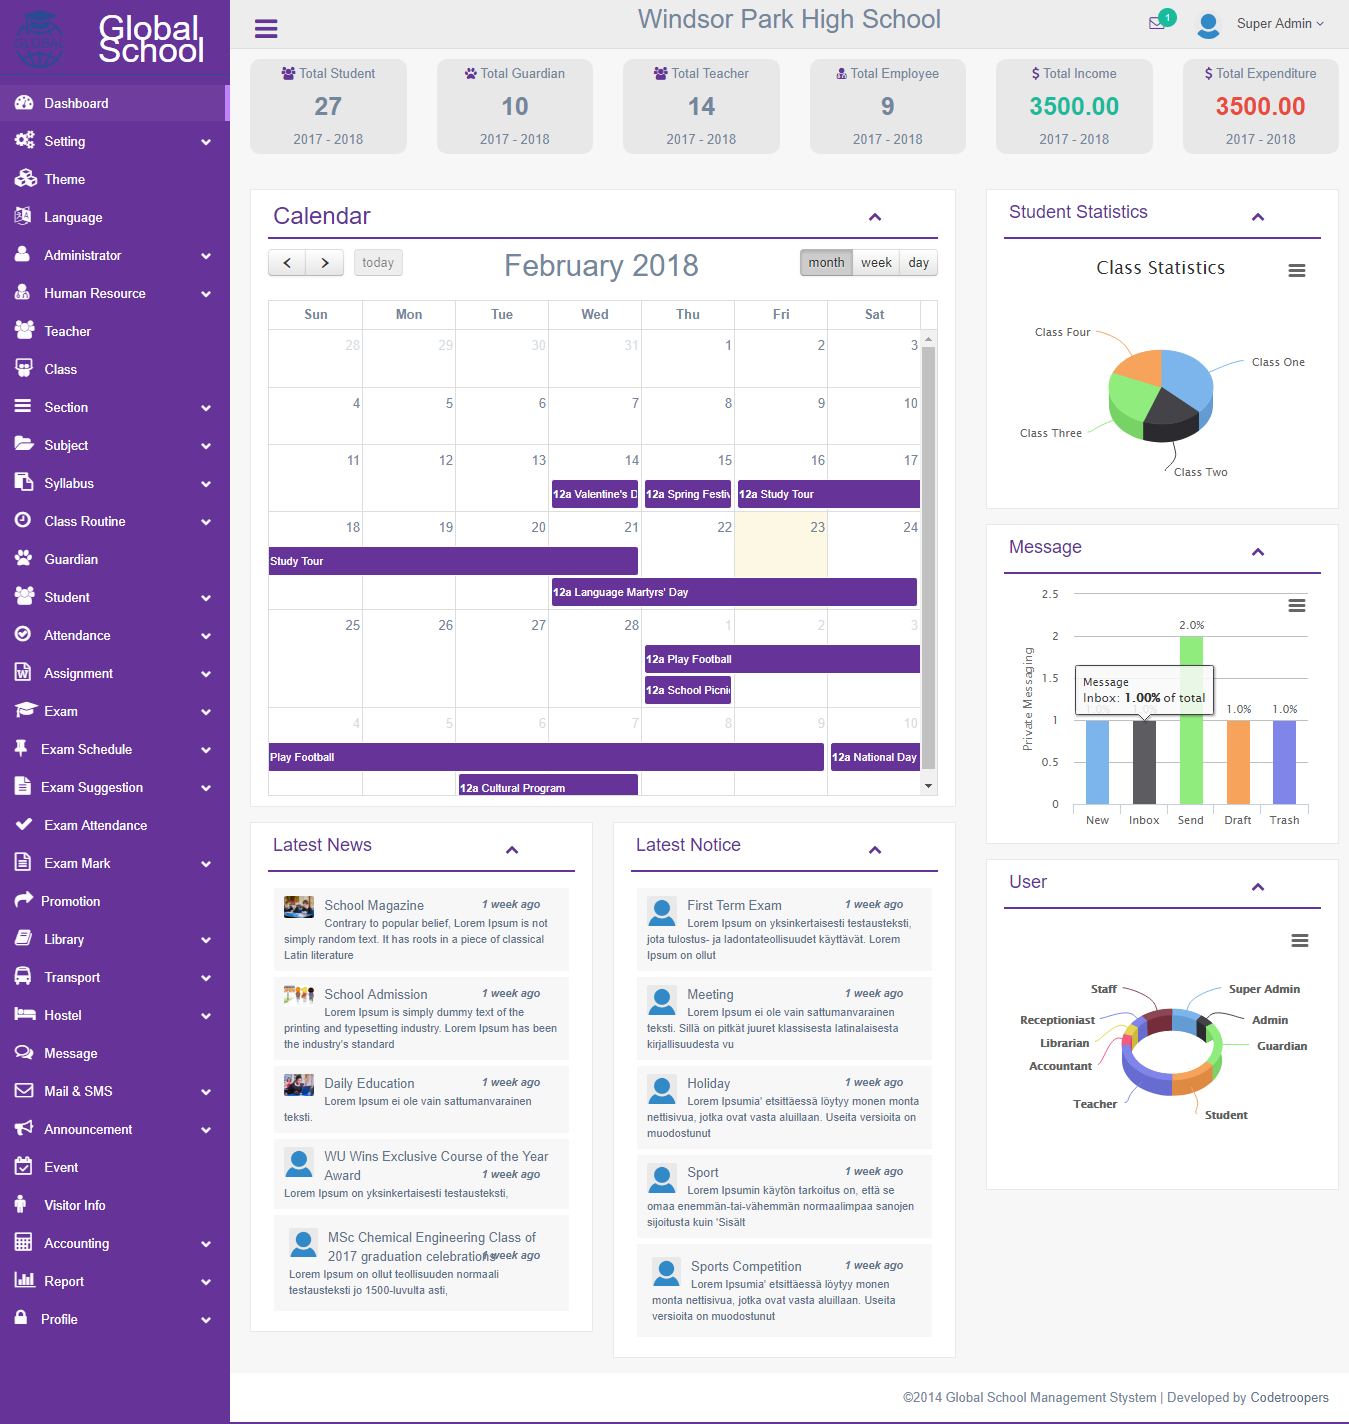 Global
School
GLOBAL
Windsor Park High School
1
Super Admin
Dashboard
Setting
Theme
Language
Administrator
Human Resource
Teacher
Class
Section
Subject
Syllabus
Class Routine
Guardian
Student
Attendance
Assignment
Exam
Exam Schedule
Exam Suggestion
Exam Attendance
Exam Mark
Promotion
Library
Transport
Hostel
Message
Mail & SMS
Announcement
Event
Visitor Info
Accounting
Report
Profile
Total Student
27
2017 - 2018
Total Guardian
10
2017 - 2018
Total Teacher
14
2017 - 2018
Total Employee
9
2017 - 2018
$ Total Income
3500.00
2017 - 2018
$ Total Expenditure
3500.00
2017 - 2018
Calendar
today
February 2018
month week day
Sun Mon Tue Wed Thu Fri Sat
28 29 30 31 1 2 3
4 5 6 7 8 9 10
11 12 13 14 15 16 17
12a Valentine's D 12a Spring Festiv 12a Study Tour
18 19 20 21 22 23 24
Study Tour
12a Language Martyrs' Day
25 26 27 28 1 2 3
12a Play Football
12a School Picni
4 5 6 7 8 9 10
Play Football 12a National Day
12a Cultural Program
Latest News
School Magazine 1 week ago
Contrary to popular belief, Lorem Ipsum is not
simply random text. It has roots in a piece of classical
Latin literature
School Admission 1 week ago
Lorem Ipsum is simply dummy text of the
printing and typesetting industry. Lorem Ipsum has been
the industry's standard
Daily Education 1 week ago
Lorem Ipsum ei ole vain sattumanvarainen
teksti.
WU Wins Exclusive Course of the Year
Award 1 week ago
Lorem Ipsum on yksinkertaisesti testausteksti,
MSc Chemical Engineering Class of
2017 graduation celebrations 1 week ago
Lorem Ipsum on ollut teollisuuden normaali
testausteksti jo 1500-luvulta asti,
Latest Notice
First Term Exam 1 week ago
Lorem Ipsum on yksinkertaisesti testausteksti,
jota tulostus- ja ladontateollisuudet käyttävät. Lorem
Ipsum on ollut
Meeting 1 week ago
Lorem Ipsum ei ole vain sattumanvarainen
teksti. Sillä on pitkät juuret klassisesta latinalaisesta
kirjallisuudesta vu
Holiday 1 week ago
Lorem Ipsumia' etsittäessä löytyy monen monta
nettisivua, jotka ovat vasta aluillaan. Useita versioita on
muodostunut
Sport 1 week ago
Lorem Ipsumin käytön tarkoitus on, että se
omaa enemmän-tai-vähemmän normaalimpaa sanojen
sijoitusta kuin 'Sisält
Sports Competition 1 week ago
Lorem Ipsumia' etsittäessä löytyy monen
monta nettisivua, jotka ovat vasta aluillaan. Useita
versioita on muodostunut
Student Statistics
Class Statistics
Class Four
Class One
Class Three
Class Two
Message
2.5
2.0%
2
Private Messaging
1.5
Message
Inbox: 1.00% of total
1.0% 1.0% 1.0% 1.0%
1
0.5
0
New Inbox Send Draft Trash
User
Staff Super Admin
Receptioniast Admin
Librarian Guardian
Accountant
Teacher Student
©2014 Global School Management Stystem | Developed by Codetroopers